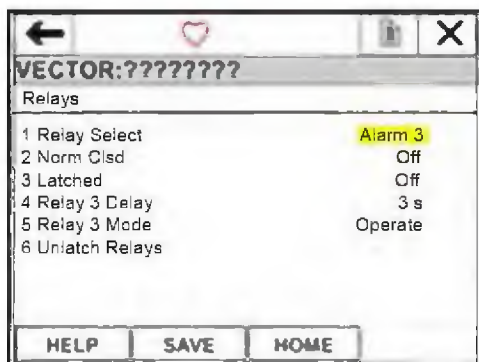 VECTOR:????????
Relays
1 Relay Select Alarm 3
2 Norm Clsd Off
3 Latched Off
4 Relay 3 Delay 3 s
5 Relay 3 Mode Operate
6 Unlatch Relays
HELP SAVE HOME